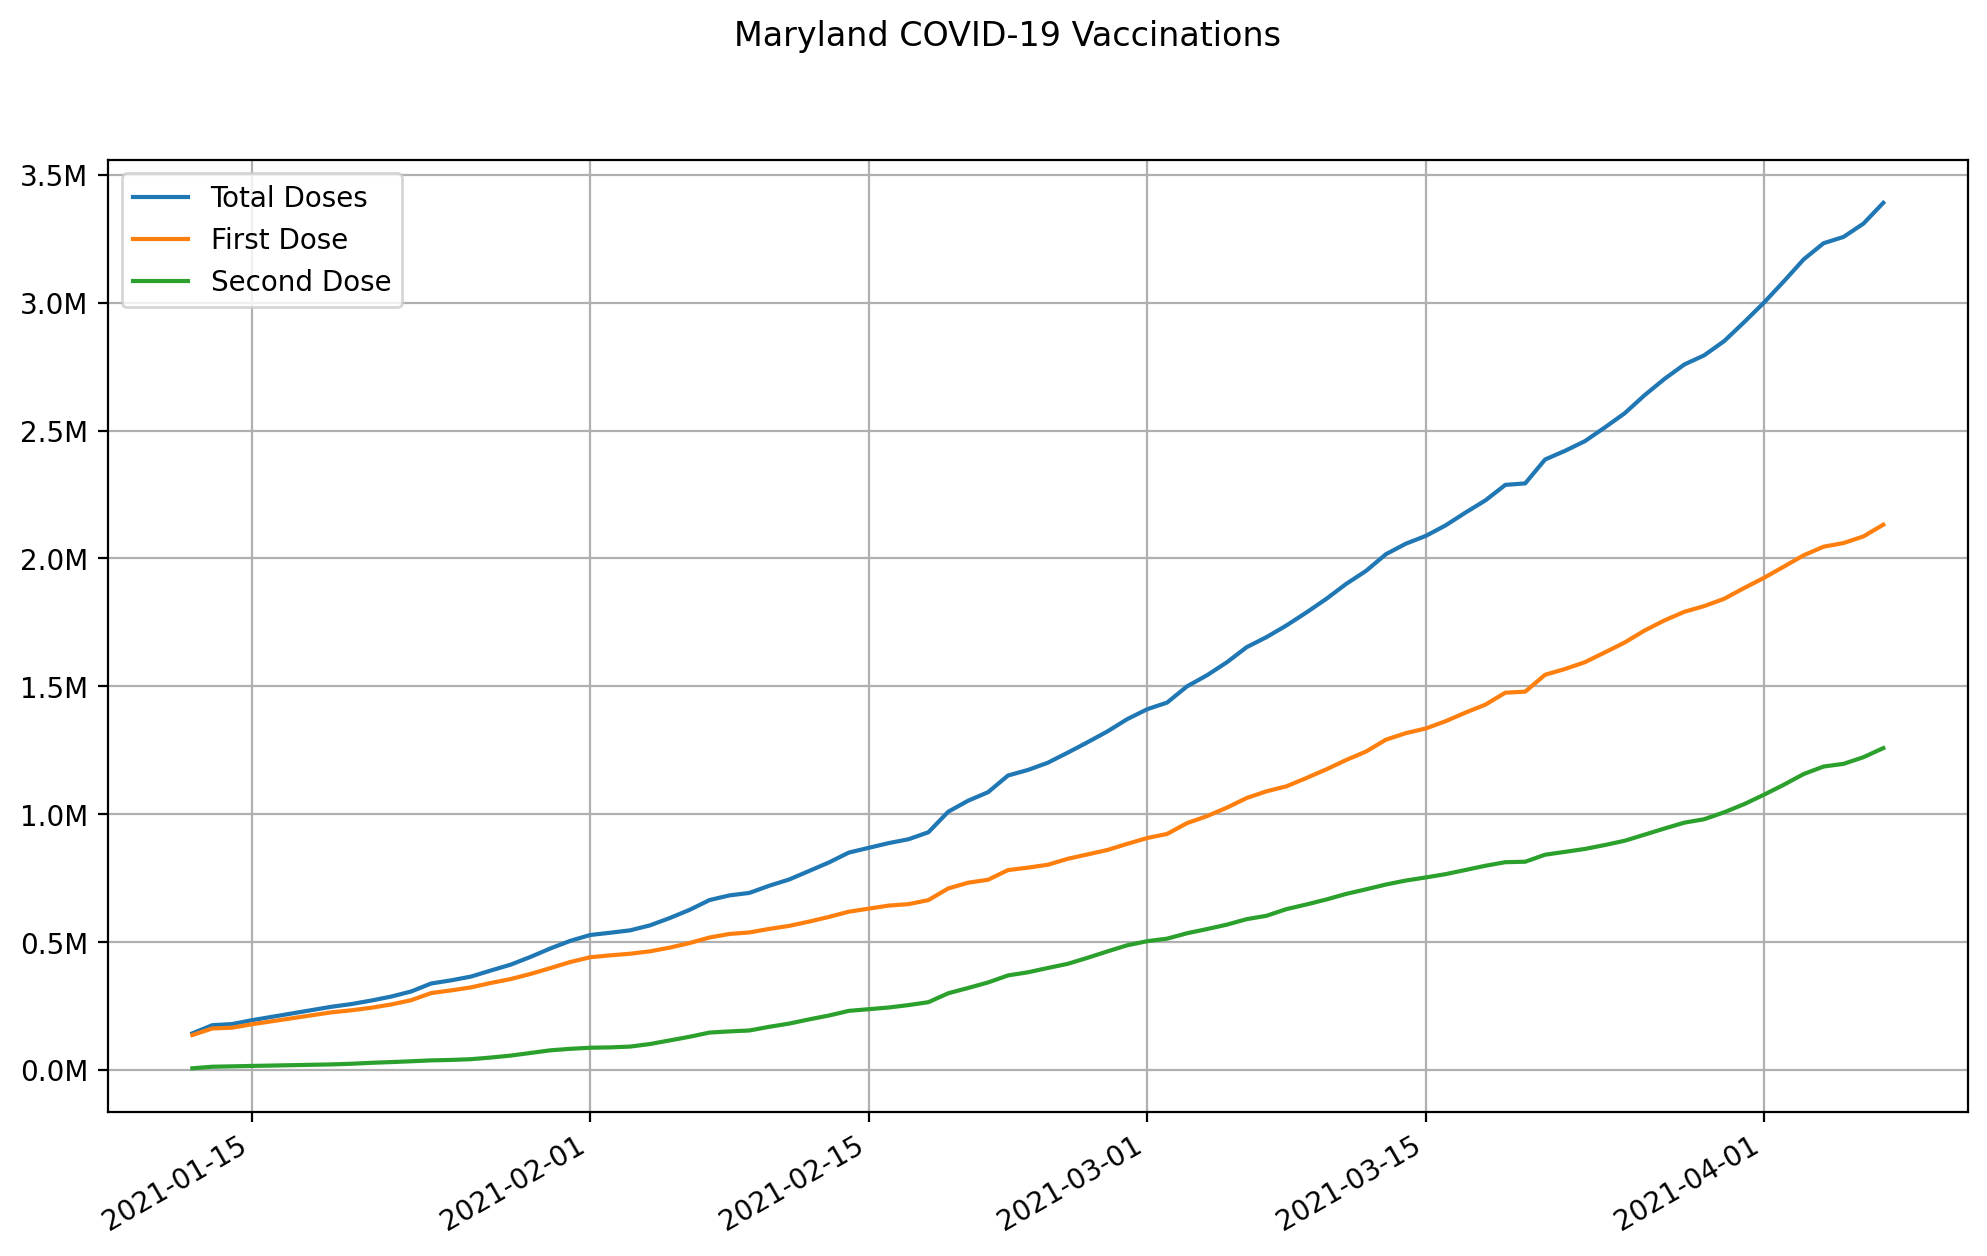 Maryland COVID-19 Vaccinations
3.5M
3.0M
2.5M
2.0M
1.5M
1.0M
0.5M
0.0M
Total Doses
First Dose
Second Dose
2021-01-15
2021-02-01
2021-02-15
2021-03-01
2021-03-15
2021-04-01